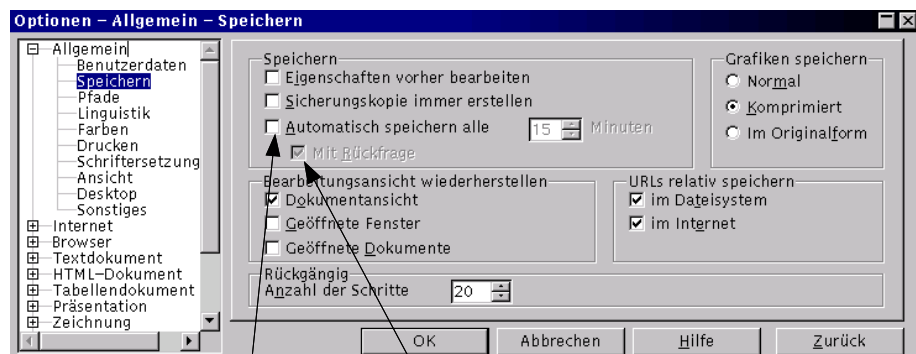 Optionen – Allgemein – Speichern
Allgemein
Benutzerdaten
Speichern
Pfade
Linguistik
Farben
Drucken
Schriftersetzung
Ansicht
Desktop
Sonstiges
Internet
Browser
Textdokument
HTML–Dokument
Tabellendokument
Präsentation
Zeichnung
Speichern
Eigenschaften vorher bearbeiten
Sicherungskopie immer erstellen
Automatisch speichern alle 15 Minuten
Mit Rückfrage
Grafiken speichern
Normal
Komprimiert
Im Originalform
Bearbeitungsansicht wiederherstellen
Dokumentansicht
Geöffnete Fenster
Geöffnete Dokumente
URLs relativ speichern
im Dateisystem
im Internet
Rückgängig
Anzahl der Schritte 20
OK
Abbrechen
Hilfe
Zurück